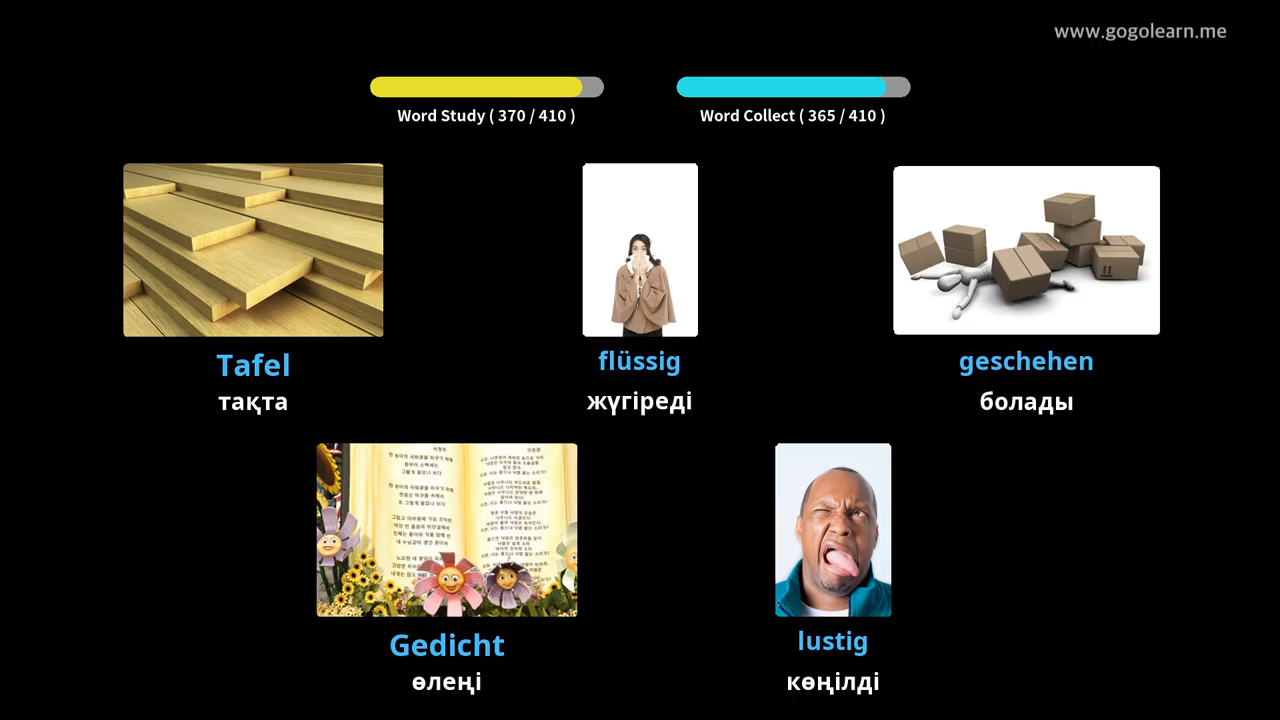 www.gogolearn.me
Word Study ( 370 / 410 )
Word Collect ( 365 / 410 )
Tafel
тақта
flüssig
жүгіреді
geschehen
болады
Gedicht
өлеңі
lustig
көңілді